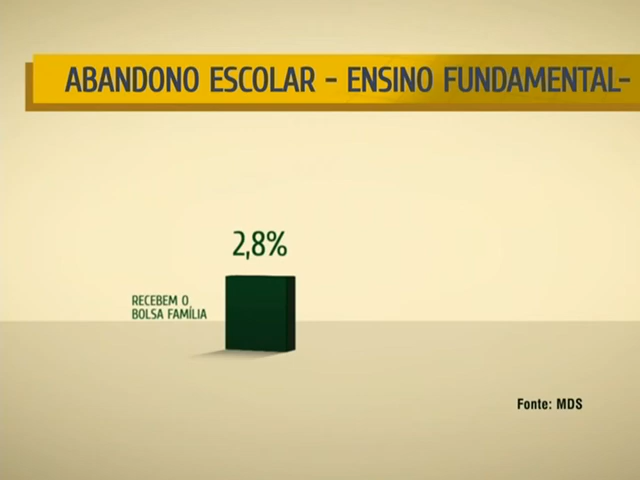 ABANDONO ESCOLAR - ENSINO FUNDAMENTAL-
2,8%
RECEBEM O
BOLSA FAMÍLIA
Fonte: MDS